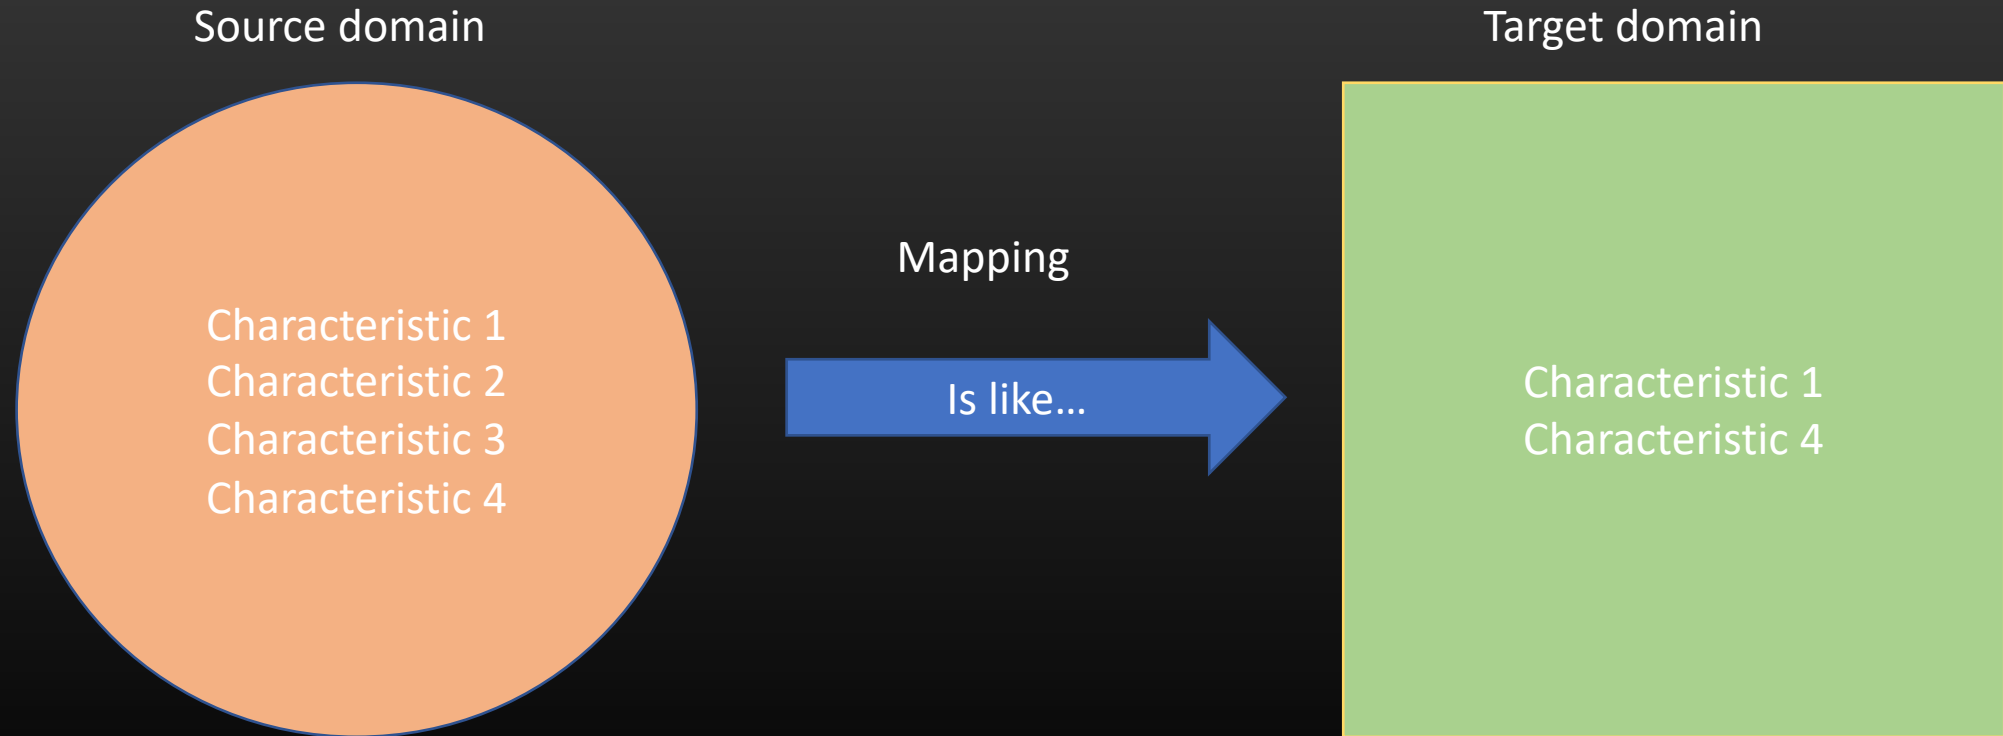 Source domain
Target domain
Mapping
Characteristic 1
Characteristic 2
Characteristic 3
Characteristic 4
Is like...
Characteristic 1
Characteristic 4